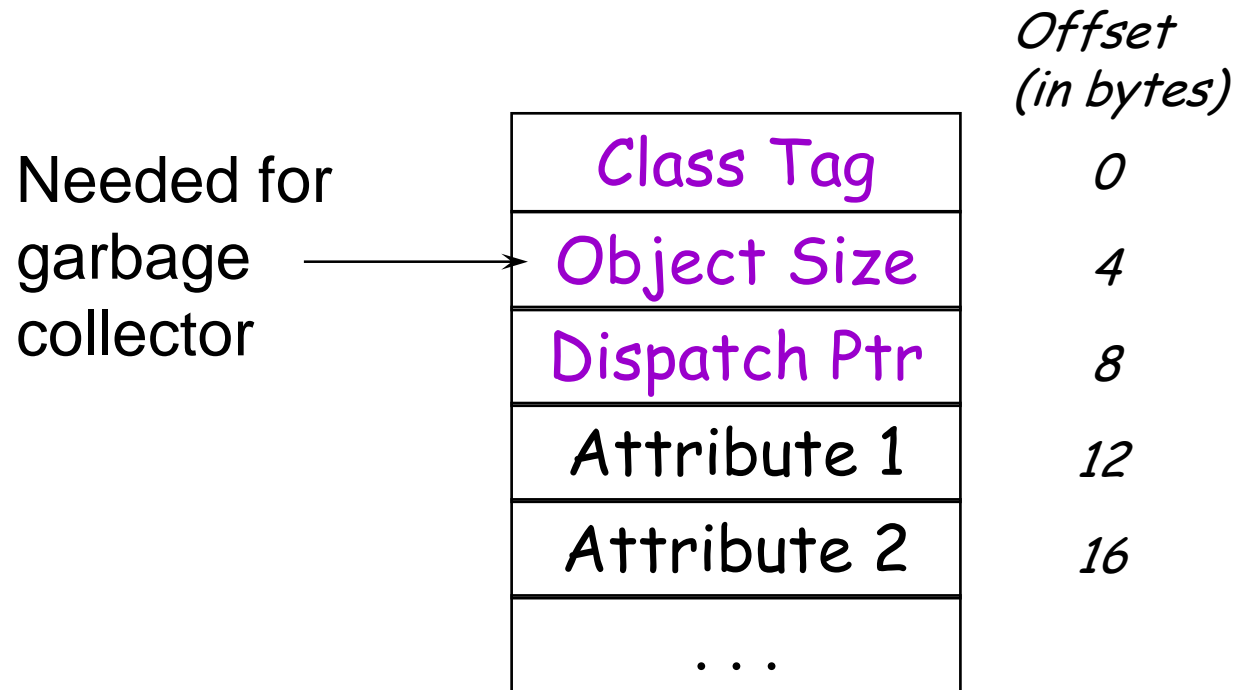 Offset
(in bytes)
Needed for
garbage
collector
Class Tag 0
Object Size 4
Dispatch Ptr 8
Attribute 1 12
Attribute 2 16
. . .